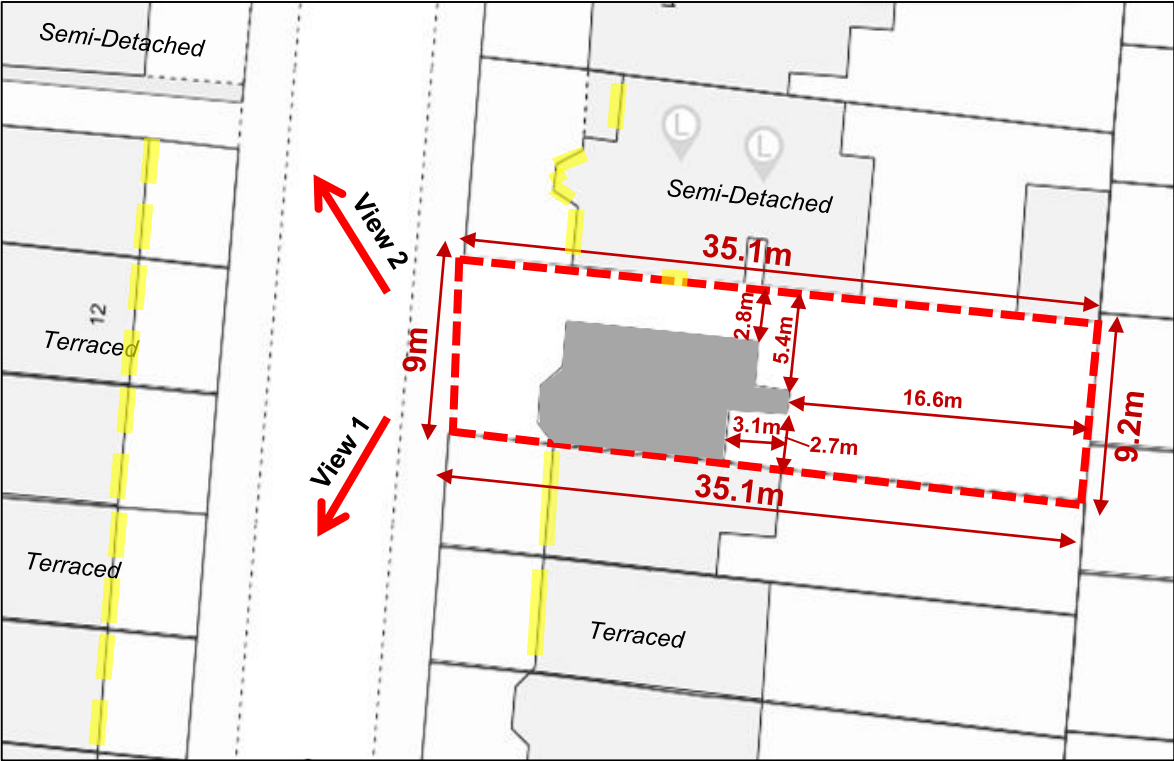 Semi-Detached
L
L
Semi-Detached
View 2
35.1m
2.8m
5.4m
12
Terraced
9m
16.6m
9.2m
3.1m
2.7m
View 1
35.1m
Terraced
Terraced